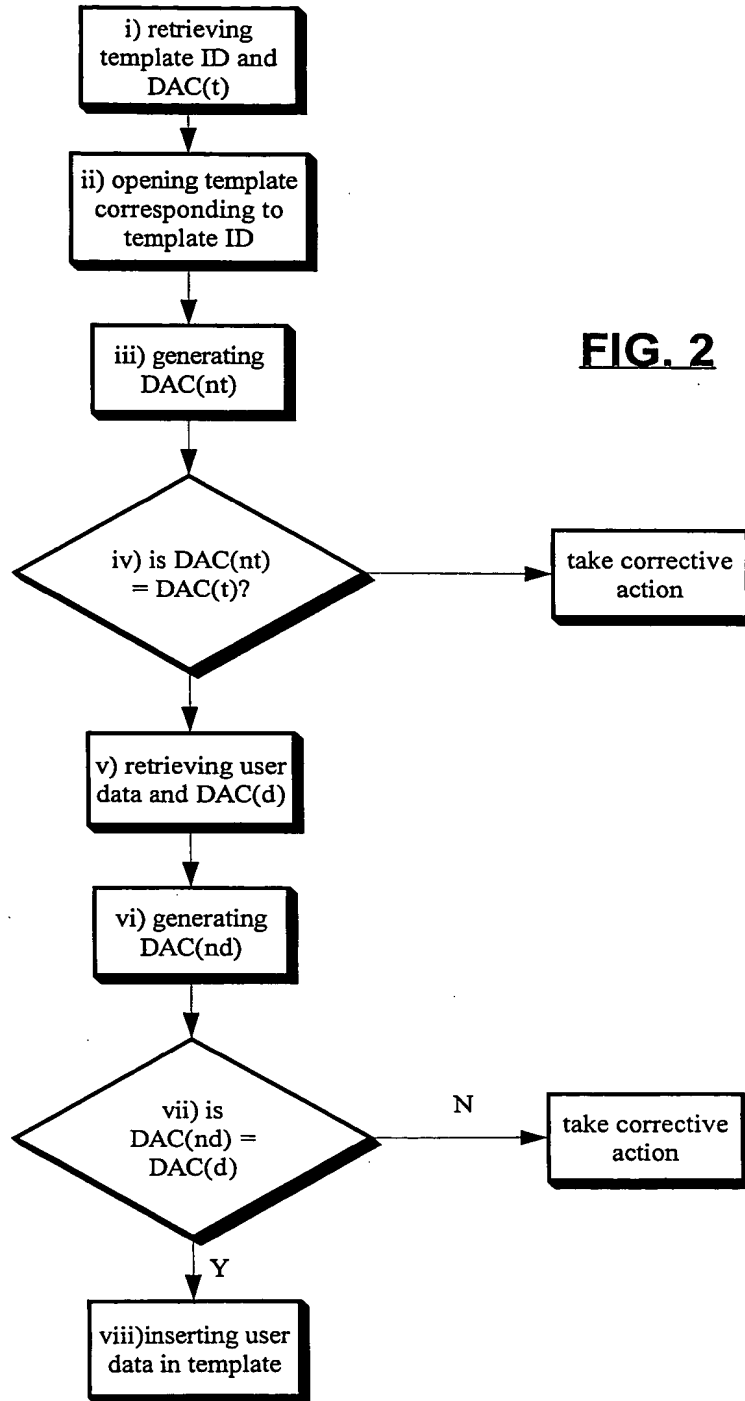 i) retrieving
template ID and
DAC(t)
ii) opening template
corresponding to
template ID
iii) generating
DAC(nt)
FIG. 2
iv) is DAC(nt)
= DAC(t)?
take corrective
action
v) retrieving user
data and DAC(d)
vi) generating
DAC(nd)
vii) is
DAC(nd) =
DAC(d)
N
take corrective
action
Y
viii)inserting user
data in template